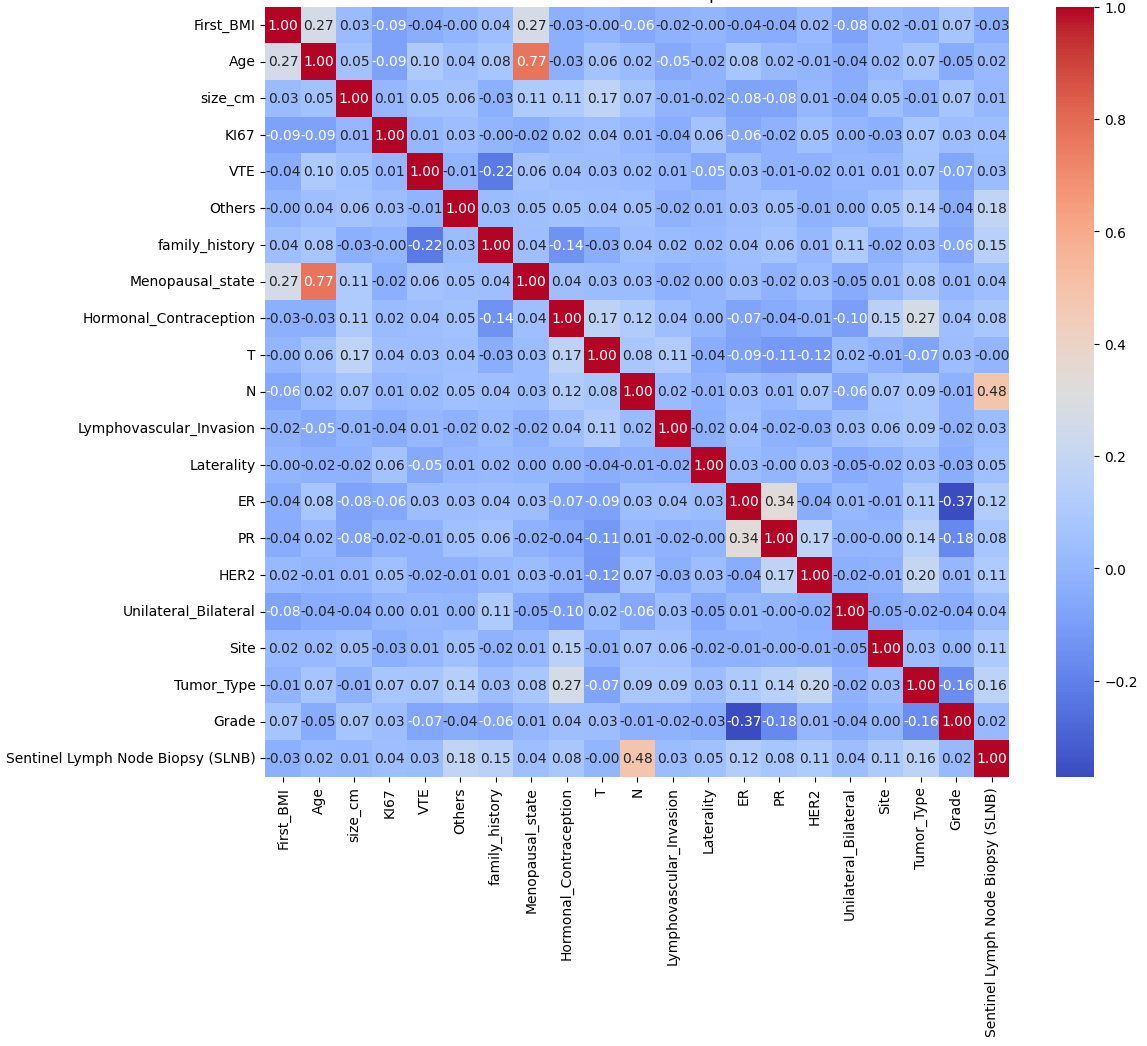 First_BMI 1.00 0.27 0.03 -0.09 -0.04 -0.00 0.04 0.27 -0.03 -0.00 -0.06 -0.02 -0.00 -0.04 -0.04 0.02 -0.08 0.02 -0.01 0.07 -0.03
Age 0.27 1.00 0.05 -0.09 0.10 0.04 0.08 0.77 -0.03 0.06 0.02 -0.05 -0.02 0.08 0.02 -0.01 -0.04 0.02 0.07 -0.05 0.02
size_cm 0.03 0.05 1.00 0.01 0.05 0.06 -0.03 0.11 0.11 0.17 0.07 -0.01 -0.02 -0.08 -0.08 0.01 -0.04 0.05 -0.01 0.07 0.01
KI67 -0.09 -0.09 0.01 1.00 0.01 0.03 -0.00 -0.02 0.02 0.04 0.01 -0.04 0.06 -0.06 -0.02 0.05 0.00 -0.03 0.07 0.03 0.04
VTE -0.04 0.10 0.05 0.01 1.00 -0.01 -0.22 0.06 0.04 0.03 0.02 0.01 -0.05 0.03 -0.01 -0.02 0.01 0.01 0.07 -0.07 0.03
Others -0.00 0.04 0.06 0.03 -0.01 1.00 0.03 0.05 0.05 0.04 0.05 -0.02 0.01 0.03 0.05 -0.01 0.00 0.05 0.14 -0.04 0.18
family_history 0.04 0.08 -0.03 -0.00 -0.22 0.03 1.00 0.04 -0.14 -0.03 0.04 0.02 0.02 0.04 0.06 0.01 0.11 -0.02 0.03 -0.06 0.15
Menopausal_state 0.27 0.77 0.11 -0.02 0.06 0.05 0.04 1.00 0.04 0.03 0.03 -0.02 0.00 0.03 -0.02 0.03 -0.05 0.01 0.08 0.01 0.04
Hormonal_Contraception -0.03 -0.03 0.11 0.02 0.04 0.05 -0.14 0.04 1.00 0.17 0.12 0.04 0.00 -0.07 -0.04 -0.01 -0.10 0.15 0.27 0.04 0.08
T -0.00 0.06 0.17 0.04 0.03 0.04 -0.03 0.03 0.17 1.00 0.08 0.11 -0.04 -0.09 -0.11 -0.12 0.02 -0.01 -0.07 0.03 -0.00
N -0.06 0.02 0.07 0.01 0.02 0.05 0.04 0.03 0.12 0.08 1.00 0.02 -0.01 0.03 0.01 0.07 -0.06 0.07 0.09 -0.01 0.48
Lymphovascular_Invasion -0.02 -0.05 -0.01 -0.04 0.01 -0.02 0.02 -0.02 0.04 0.11 0.02 1.00 -0.02 0.04 -0.02 -0.03 0.03 0.06 0.09 -0.02 0.03
Laterality -0.00 -0.02 -0.02 0.06 -0.05 0.01 0.02 0.00 0.00 -0.04 -0.01 -0.02 1.00 0.03 -0.00 0.03 -0.05 -0.02 0.03 -0.03 0.05
ER -0.04 0.08 -0.08 -0.06 0.03 0.03 0.04 0.03 -0.07 -0.09 0.03 0.04 0.03 1.00 0.34 -0.04 0.01 -0.01 0.11 -0.37 0.12
PR -0.04 0.02 -0.08 -0.02 -0.01 0.05 0.06 -0.02 -0.04 -0.11 0.01 -0.02 -0.00 0.34 1.00 0.17 -0.00 -0.00 0.14 -0.18 0.08
HER2 0.02 -0.01 0.01 0.05 -0.02 -0.01 0.01 0.03 -0.01 -0.12 0.07 -0.03 0.03 -0.04 0.17 1.00 -0.02 -0.01 0.20 0.01 0.11
Unilateral_Bilateral -0.08 -0.04 -0.04 0.00 0.01 0.00 0.11 -0.05 -0.10 0.02 -0.06 0.03 -0.05 0.01 -0.00 -0.02 1.00 -0.05 -0.02 -0.04 0.04
Site 0.02 0.02 0.05 -0.03 0.01 0.05 -0.02 0.01 0.15 -0.01 0.07 0.06 -0.02 -0.01 -0.00 -0.01 -0.05 1.00 0.03 0.00 0.11
Tumor_Type -0.01 0.07 -0.01 0.07 0.07 0.14 0.03 0.08 0.27 -0.07 0.09 0.09 0.03 0.11 0.14 0.20 -0.02 0.03 1.00 -0.16 0.16
Grade 0.07 -0.05 0.07 0.03 -0.07 -0.04 -0.06 0.01 0.04 0.03 -0.01 -0.02 -0.03 -0.37 -0.18 0.01 -0.04 0.00 -0.16 1.00 0.02
Sentinel Lymph Node Biopsy (SLNB) -0.03 0.02 0.01 0.04 0.03 0.18 0.15 0.04 0.08 -0.00 0.48 0.03 0.05 0.12 0.08 0.11 0.04 0.11 0.16 0.02 1.00
First_BMI
Age
size_cm
KI67
VTE
Others
family_history
Menopausal_state
Hormonal_Contraception
T
N
Lymphovascular_Invasion
Laterality
ER
PR
HER2
Unilateral_Bilateral
Site
Tumor_Type
Grade
Sentinel Lymph Node Biopsy (SLNB)
1.0
0.8
0.6
0.4
0.2
0.0
−0.2